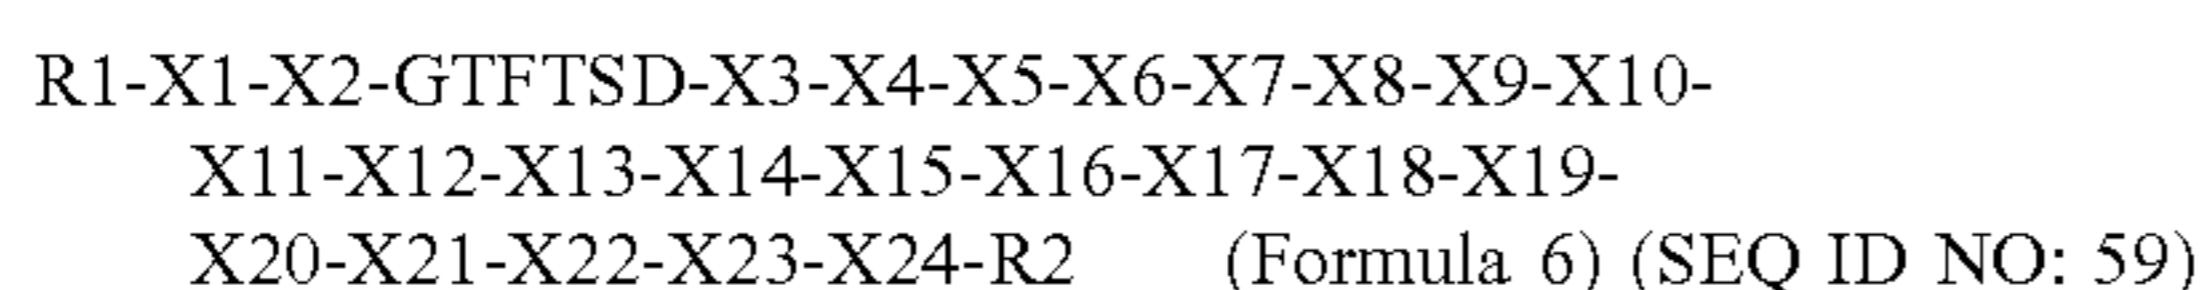 R1-X1-X2-GTFTSD-X3-X4-X5-X6-X7-X8-X9-X10-
X11-X12-X13-X14-X15-X16-X17-X18-X19-
X20-X21-X22-X23-X24-R2 (Formula 6) (SEQ ID NO: 59)